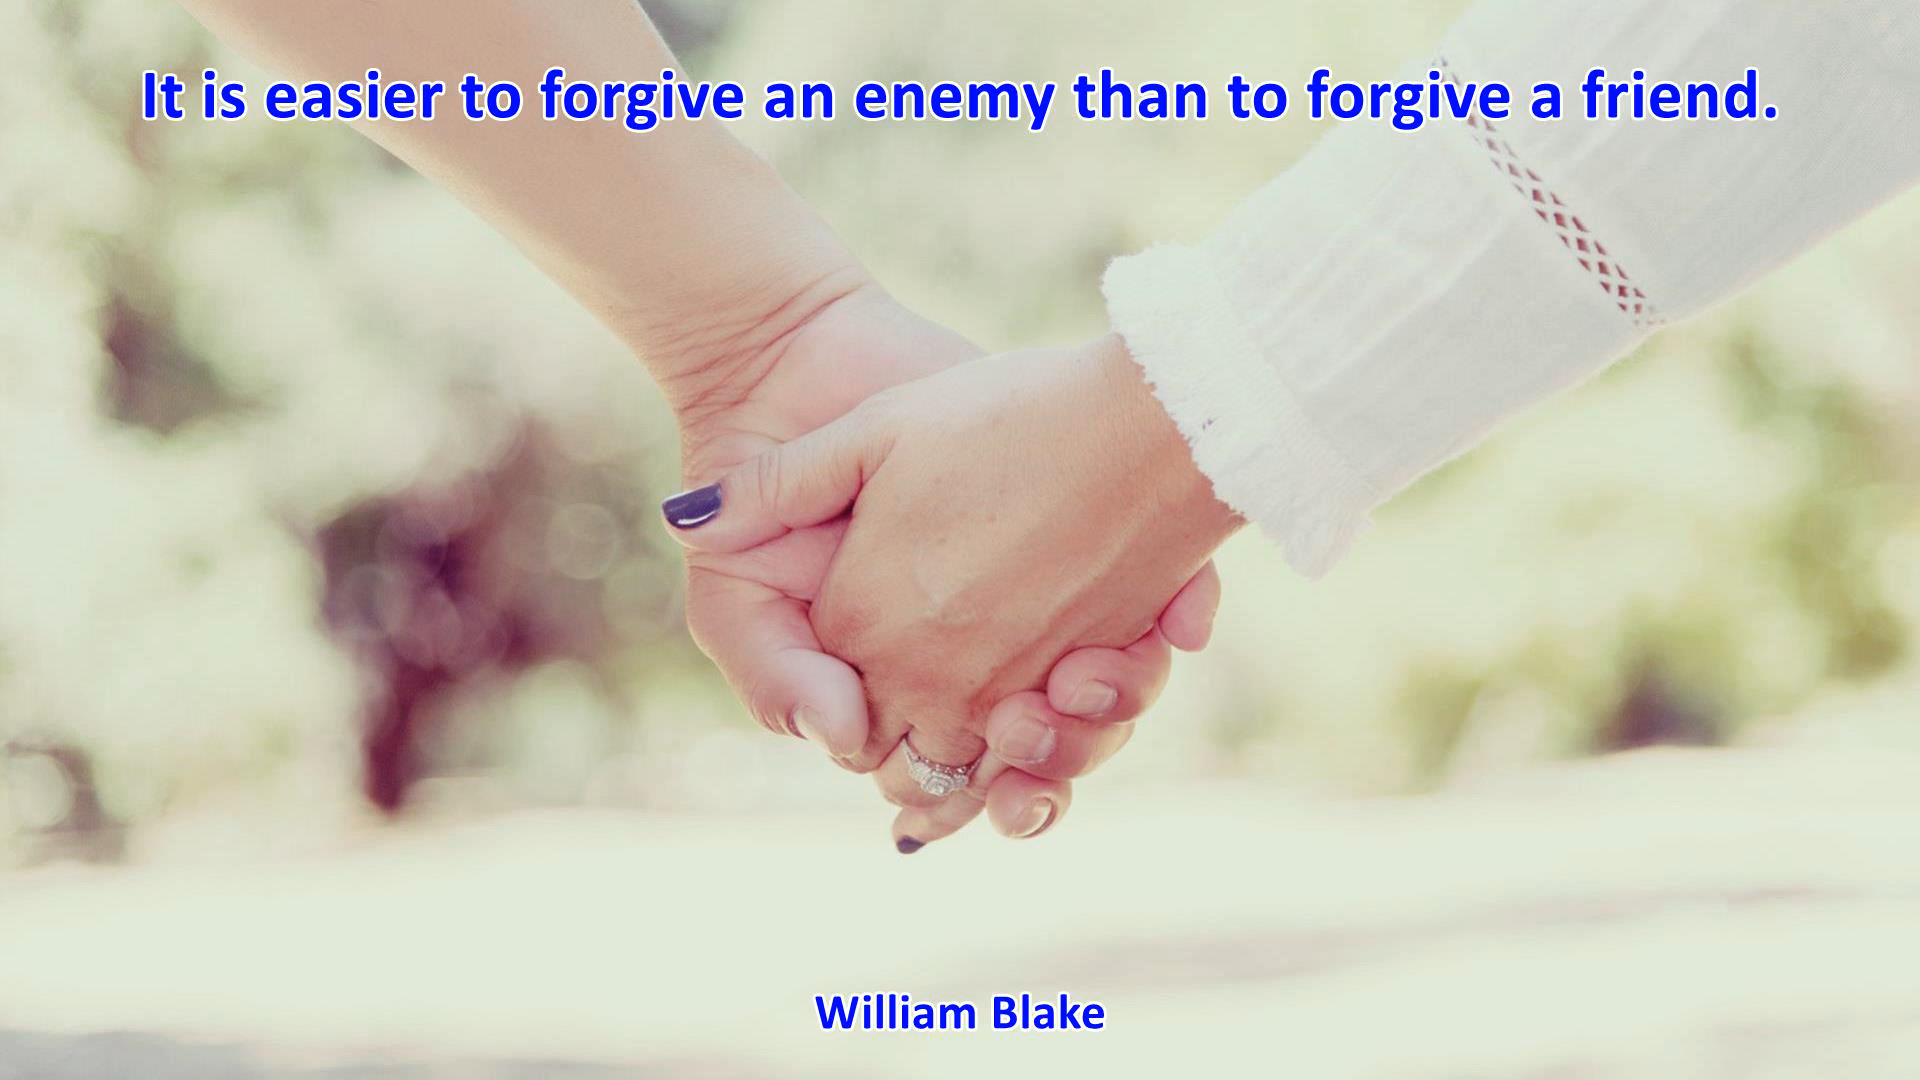 It is easier to forgive an enemy than to forgive a friend.
William Blake